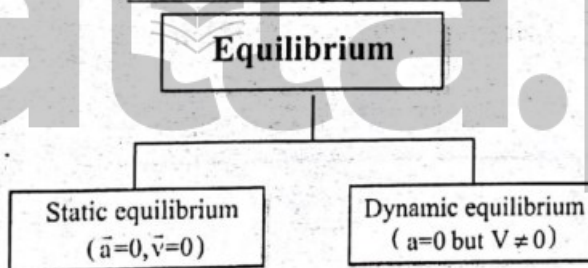 Equilibrium
Static equilibrium
(a⃗=0,v⃗=0)
Dynamic equilibrium
( a=0 but V ≠ 0)